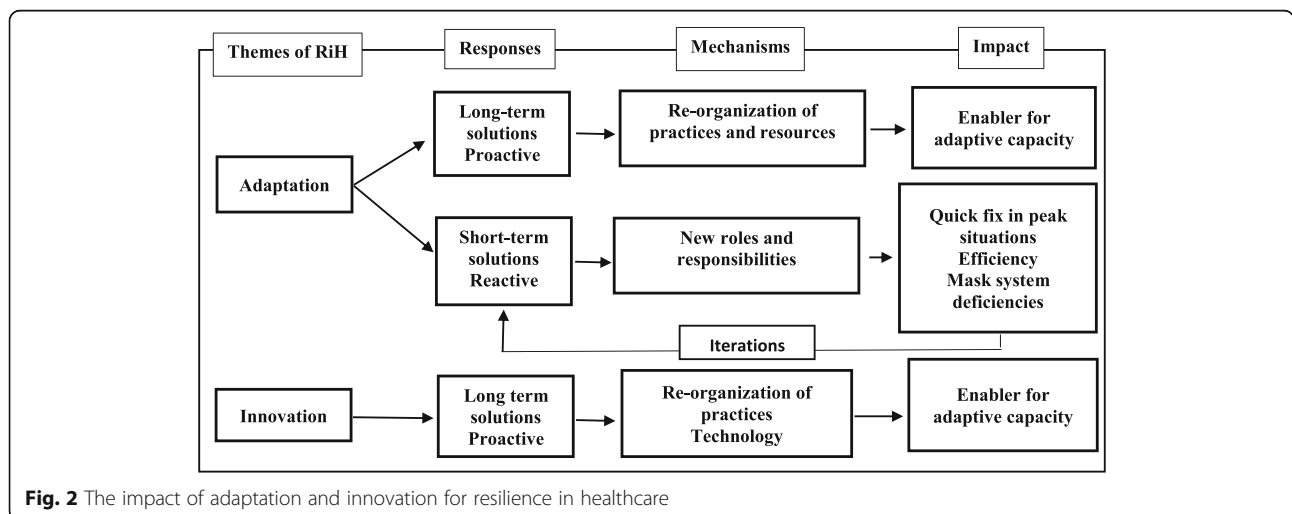 Themes of RiH
Responses
Mechanisms
Impact
Long-term
solutions
Proactive
Re-organization of
practices and resources
Enabler for
adaptive capacity
Adaptation
Short-term
solutions
Reactive
New roles and
responsibilities
Quick fix in peak
situations
Efficiency
Mask system
deficiencies
Iterations
Innovation
Long term
solutions
Proactive
Re-organization of
practices
Technology
Enabler for
adaptive capacity
Fig. 2 The impact of adaptation and innovation for resilience in healthcare